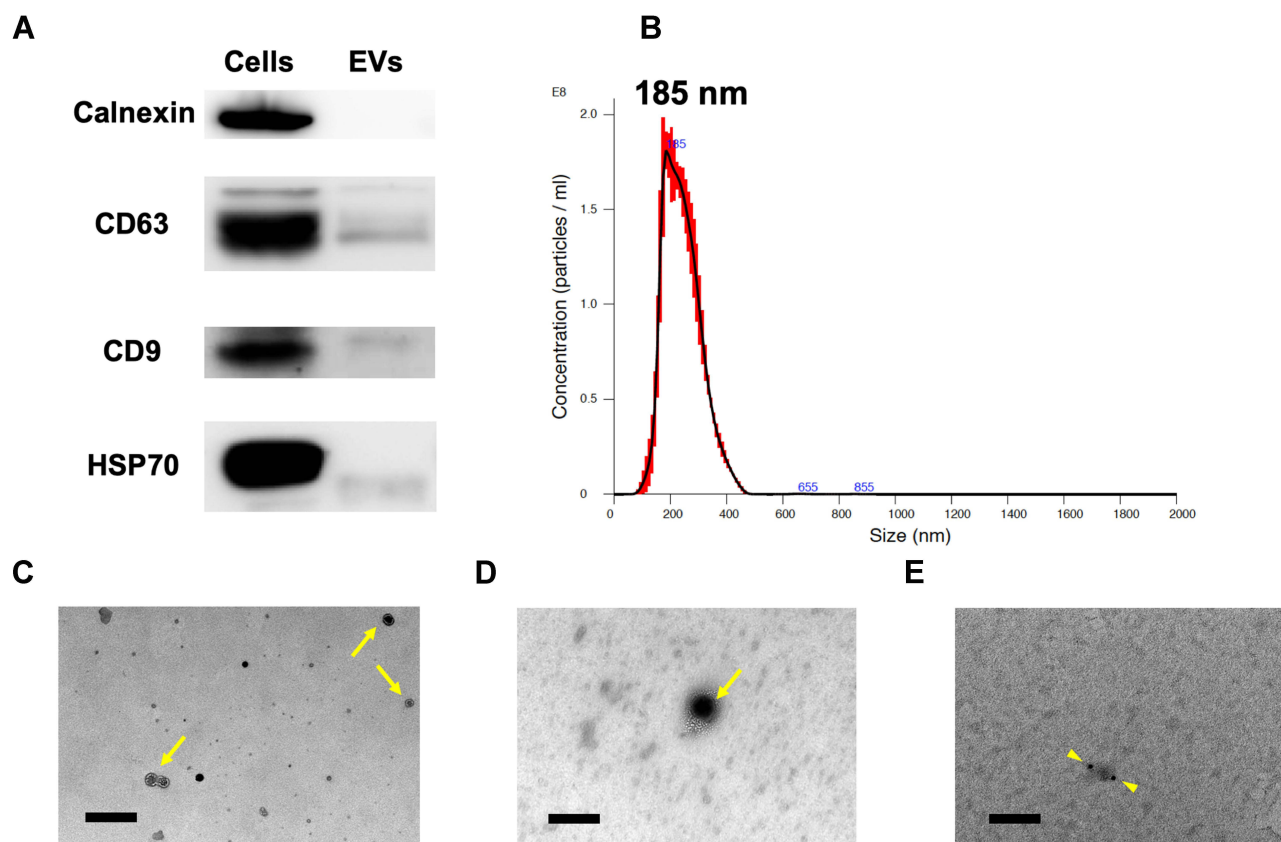 A
Cells EVs
Calnexin
CD63
CD9
HSP70
B
E8
185 nm
2.0
1.5
1.0
0.5
0
Concentration (particles / ml)
185
655
855
0 200 400 600 800 1000 1200 1400 1600 1800 2000
Size (nm)
C
D
E